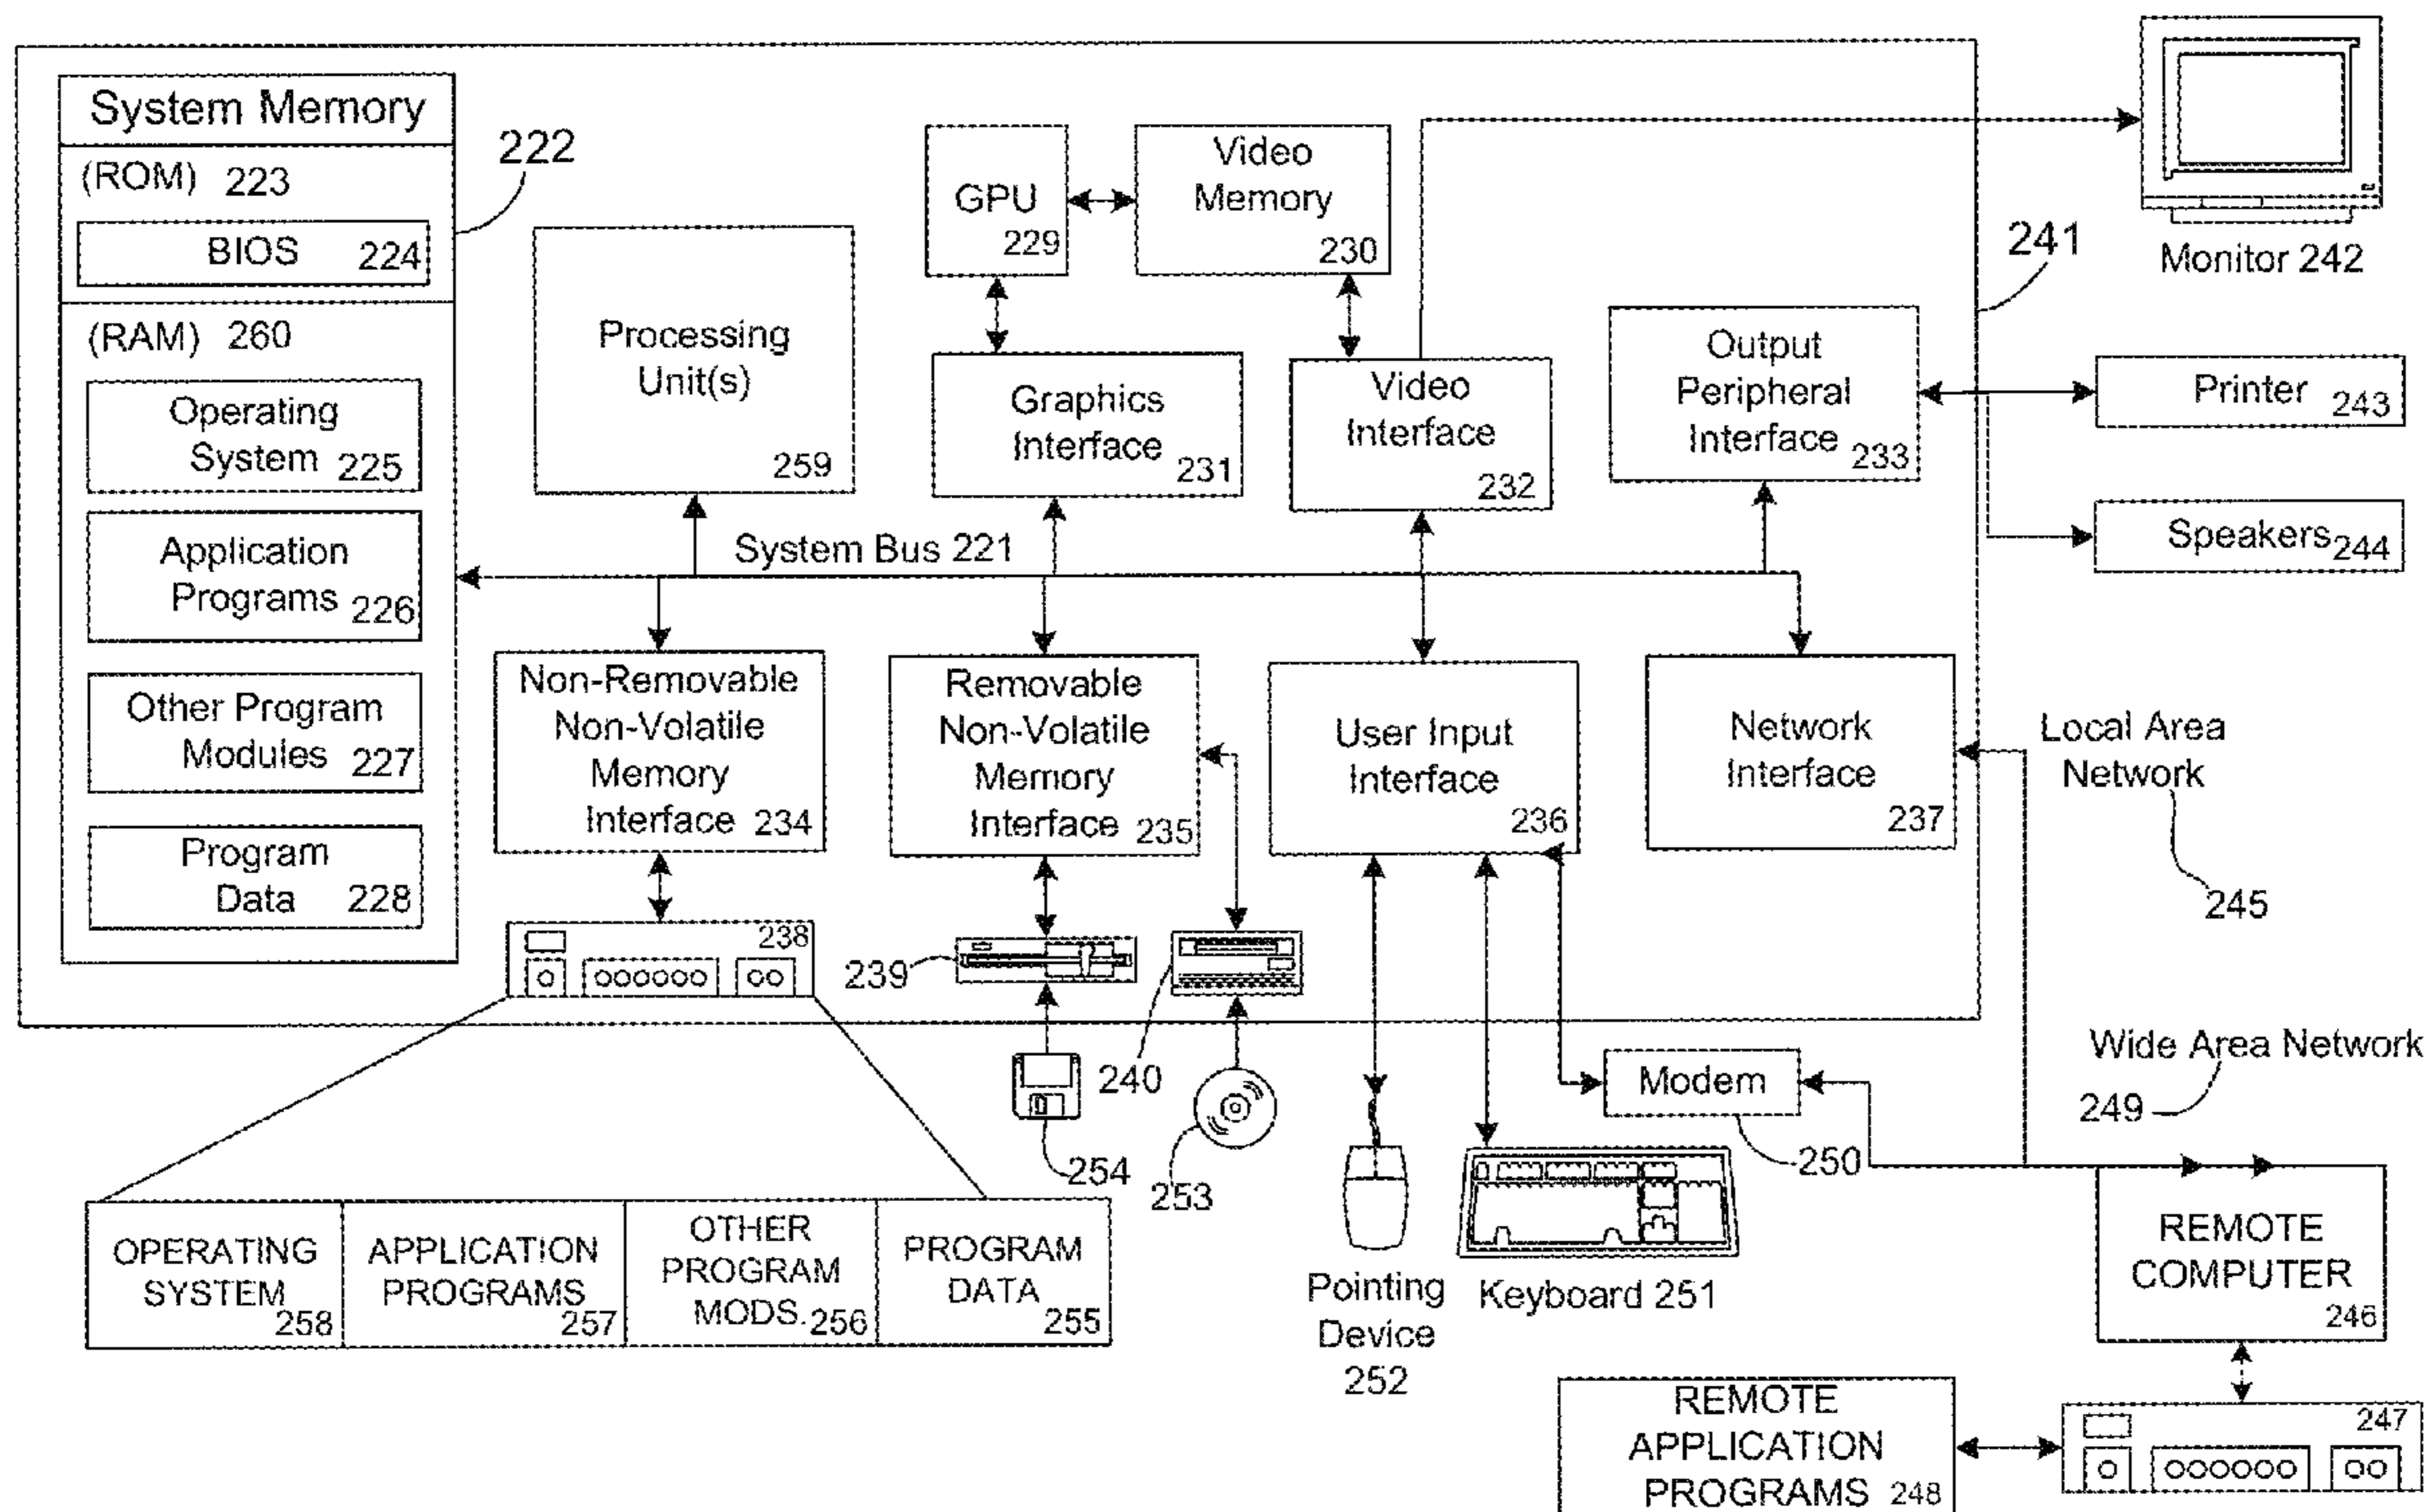 System Memory
(ROM) 223
BIOS 224
222
(RAM) 260
Operating
System 225
Application
Programs 226
Other Program
Modules 227
Program
Data 228
Processing
Unit(s)
259
GPU
229
Video
Memory
230
Graphics
Interface
231
Video
Interface
232
Output
Peripheral
Interface
233
241
Monitor 242
Printer 243
Speakers 244
System Bus 221
Non-Removable
Non-Volatile
Memory
Interface 234
Removable
Non-Volatile
Memory
Interface 235
User Input
Interface
236
Network
Interface
237
Local Area
Network
245
238
239
240
254
253
Modem
250
Wide Area Network
249
OPERATING
SYSTEM
258
APPLICATION
PROGRAMS
257
OTHER
PROGRAM
MODS. 256
PROGRAM
DATA
255
Pointing
Device
252
Keyboard 251
REMOTE
COMPUTER
246
247
REMOTE
APPLICATION
PROGRAMS 248